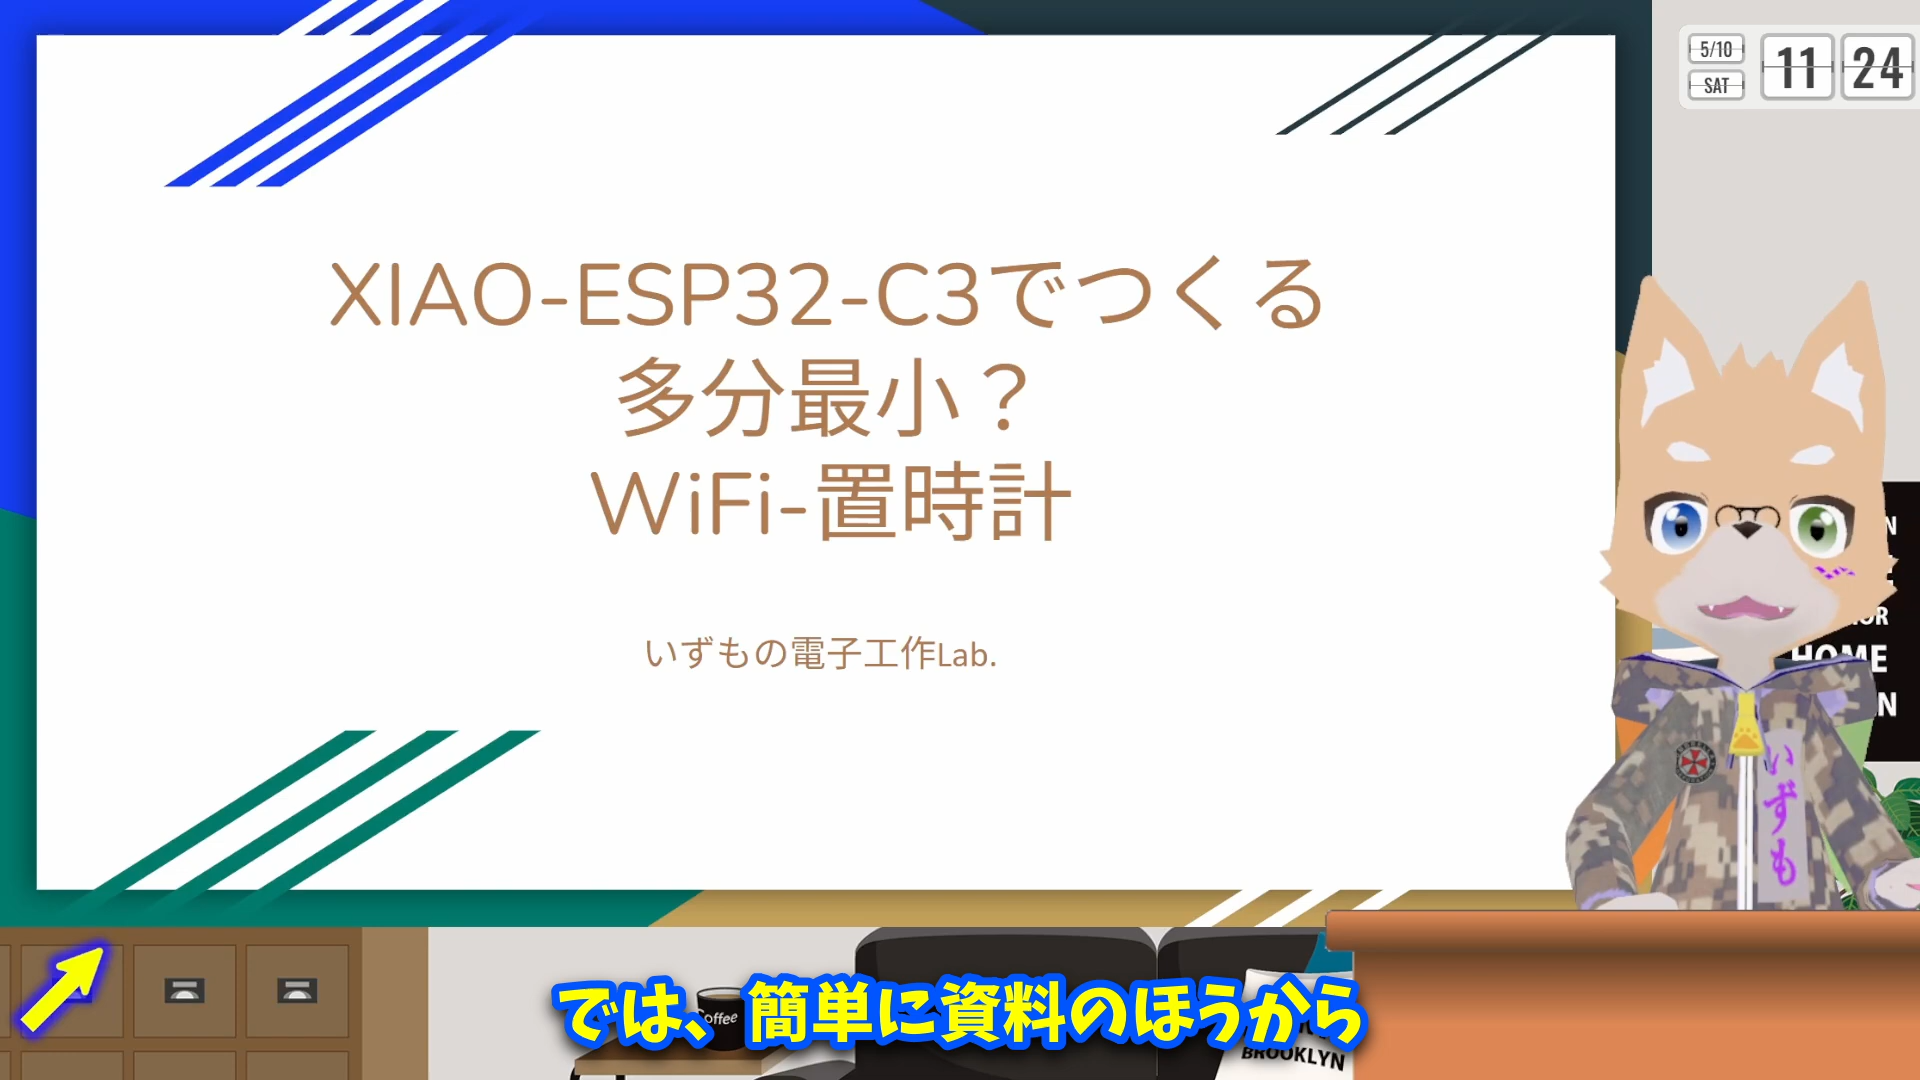 5/10
SAT
11 24
XIAO-ESP32-C3でつくる
多分最小？
WiFi-置時計
いずもの電子工作Lab.
HOME
いずも
Coffee
では、簡単に資料のほうから
BROOKLYN